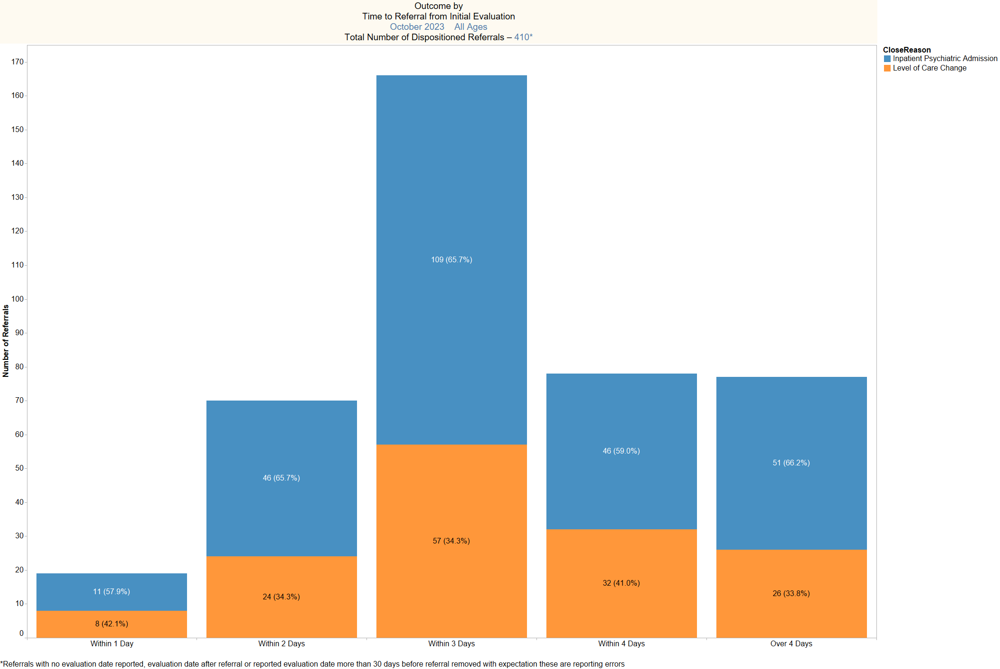 Outcome by
Time to Referral from Initial Evaluation
October 2023 All Ages
Total Number of Dispositioned Referrals – 410*
CloseReason
Inpatient Psychiatric Admission
Level of Care Change
Number of Referrals
170
160
150
140
130
120
110
100
90
80
70
60
50
40
30
20
10
0
11 (57.9%)
8 (42.1%)
46 (65.7%)
24 (34.3%)
109 (65.7%)
57 (34.3%)
46 (59.0%)
32 (41.0%)
51 (66.2%)
26 (33.8%)
Within 1 Day
Within 2 Days
Within 3 Days
Within 4 Days
Over 4 Days
*Referrals with no evaluation date reported, evaluation date after referral or reported evaluation date more than 30 days before referral removed with expectation these are reporting errors